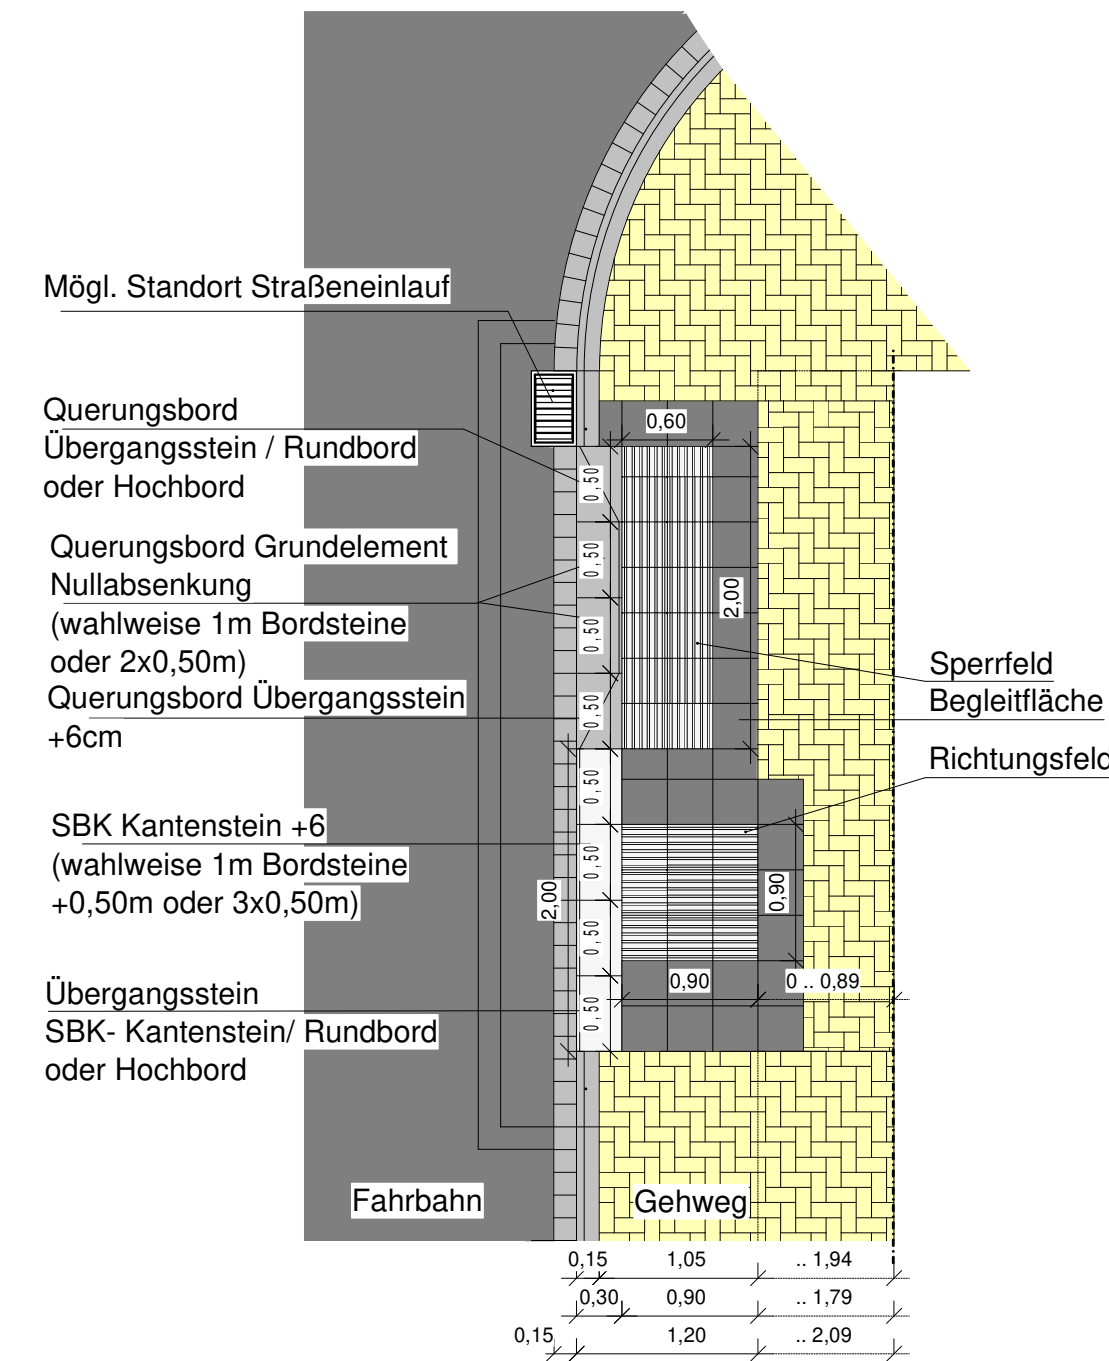 Mögl. Standort Straßeneinlauf
Querungsbord
Übergangsstein / Rundbord
oder Hochbord
Querungsbord Grundelement
Nullabsenkung
(wahlweise 1m Bordsteine
oder 2x0,50m)
Querungsbord Übergangsstein
+6cm
SBK Kantenstein +6
(wahlweise 1m Bordsteine
+0,50m oder 3x0,50m)
Übergangsstein
SBK- Kantenstein/ Rundbord
oder Hochbord
0,60
0,50
0,50
0,50
0,50
0,50
0,50
0,50
0,50
2,00
2,00
0,90
0,90
0 .. 0,89
Sperrfeld
Begleitfläche
Richtungsfeld
Fahrbahn
Gehweg
0,15 1,05 .. 1,94
0,30 0,90 .. 1,79
0,15 1,20 .. 2,09